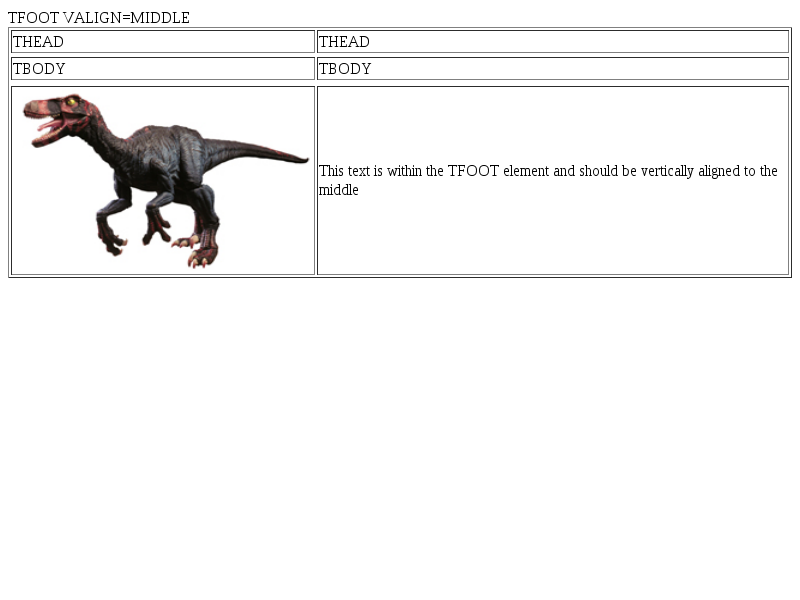 TFOOT VALIGN=MIDDLE
THEAD THEAD
TBODY TBODY
This text is within the TFOOT element and should be vertically aligned to the
middle